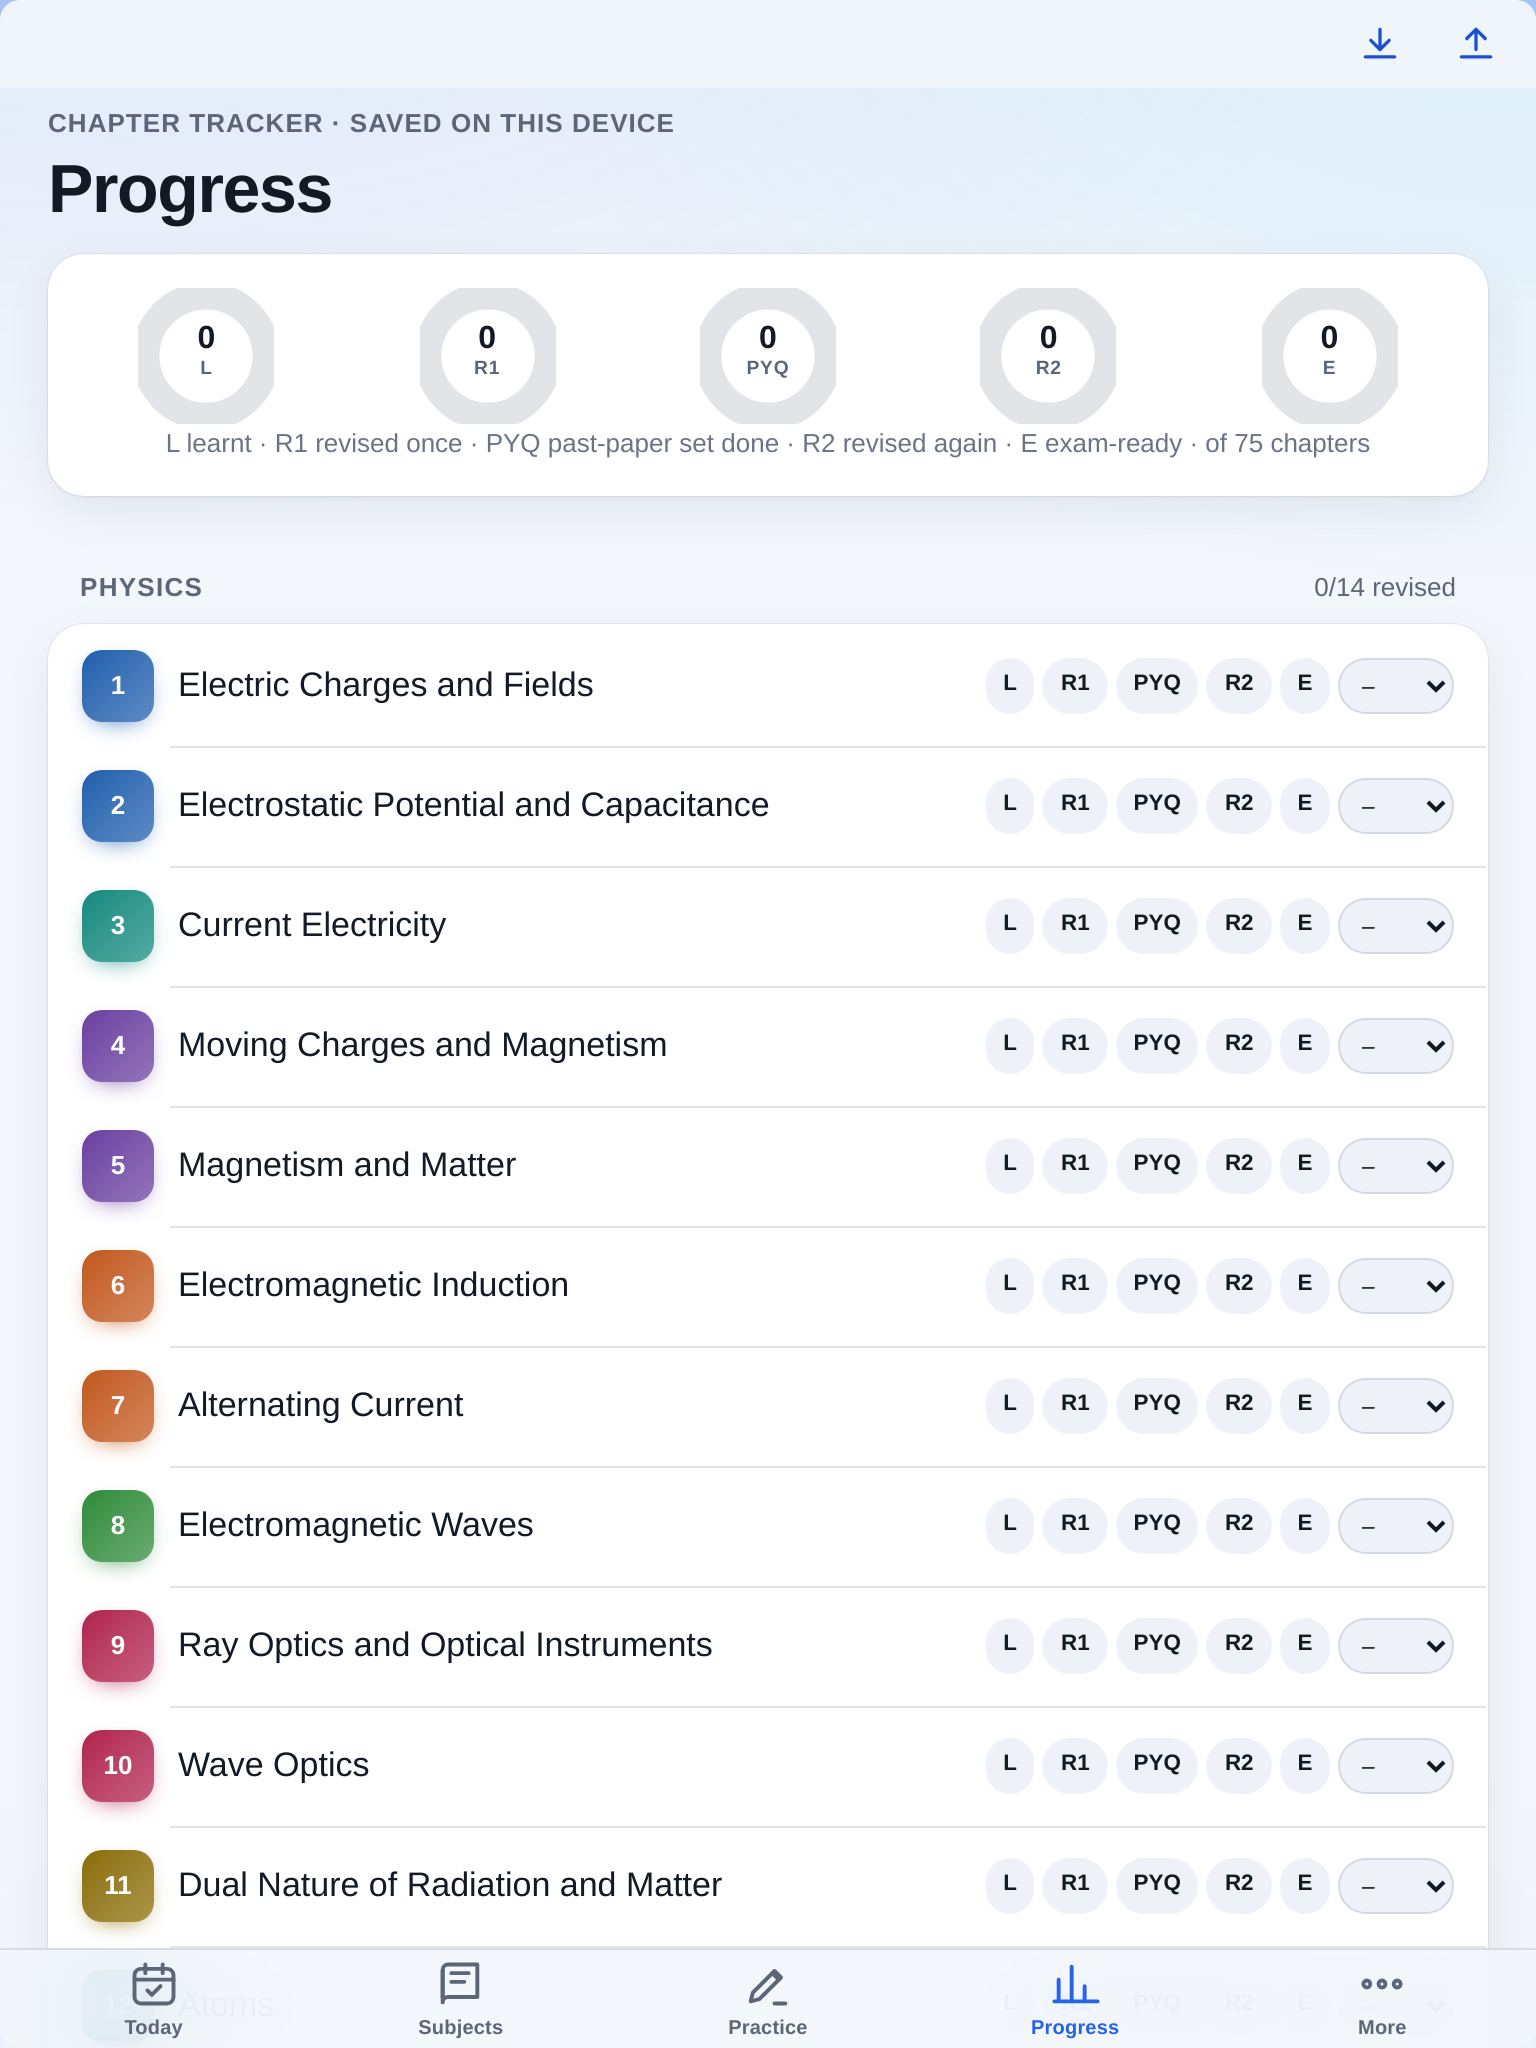 CHAPTER TRACKER · SAVED ON THIS DEVICE
Progress
0 0 0 0 0
L R1 PYQ R2 E
L learnt · R1 revised once · PYQ past-paper set done · R2 revised again · E exam-ready · of 75 chapters
PHYSICS 0/14 revised
1 Electric Charges and Fields L R1 PYQ R2 E –
2 Electrostatic Potential and Capacitance L R1 PYQ R2 E –
3 Current Electricity L R1 PYQ R2 E –
4 Moving Charges and Magnetism L R1 PYQ R2 E –
5 Magnetism and Matter L R1 PYQ R2 E –
6 Electromagnetic Induction L R1 PYQ R2 E –
7 Alternating Current L R1 PYQ R2 E –
8 Electromagnetic Waves L R1 PYQ R2 E –
9 Ray Optics and Optical Instruments L R1 PYQ R2 E –
10 Wave Optics L R1 PYQ R2 E –
11 Dual Nature of Radiation and Matter L R1 PYQ R2 E –
12 Atoms L R1 PYQ R2 E –
Today Subjects Practice Progress More